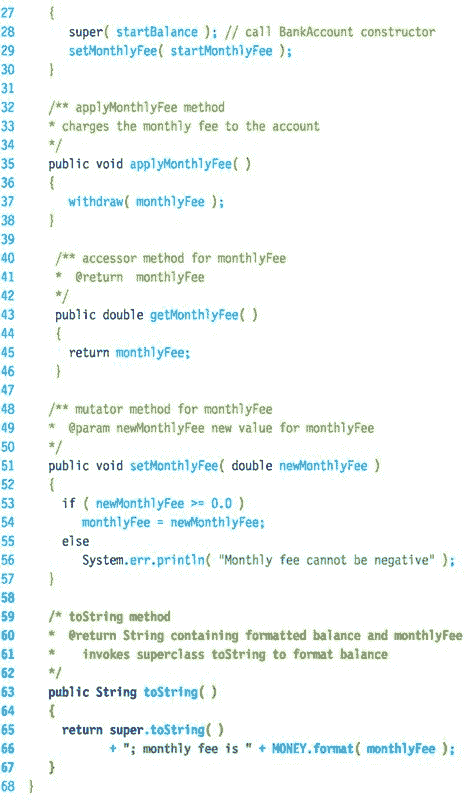 27 {
28 super( startBalance ); // call BankAccount constructor
29 setMonthlyFee( startMonthlyFee );
30 }
31
32 /** applyMonthlyFee method
33 * charges the monthly fee to the account
34 */
35 public void applyMonthlyFee( )
36 {
37 withdraw( monthlyFee );
38 }
39
40 /** accessor method for monthlyFee
41 * @return monthlyFee
42 */
43 public double getMonthlyFee( )
44 {
45 return monthlyFee;
46 }
47
48 /** mutator method for monthlyFee
49 * @param newMonthlyFee new value for monthlyFee
50 */
51 public void setMonthlyFee( double newMonthlyFee )
52 {
53 if ( newMonthlyFee >= 0.0 )
54 monthlyFee = newMonthlyFee;
55 else
56 System.err.println( "Monthly fee cannot be negative" );
57 }
58
59 /* toString method
60 * @return String containing formatted balance and monthlyFee
61 * invokes superclass toString to format balance
62 */
63 public String toString( )
64 {
65 return super.toString( )
66 + "; monthly fee is " + MONEY.format( monthlyFee );
67 }
68 }